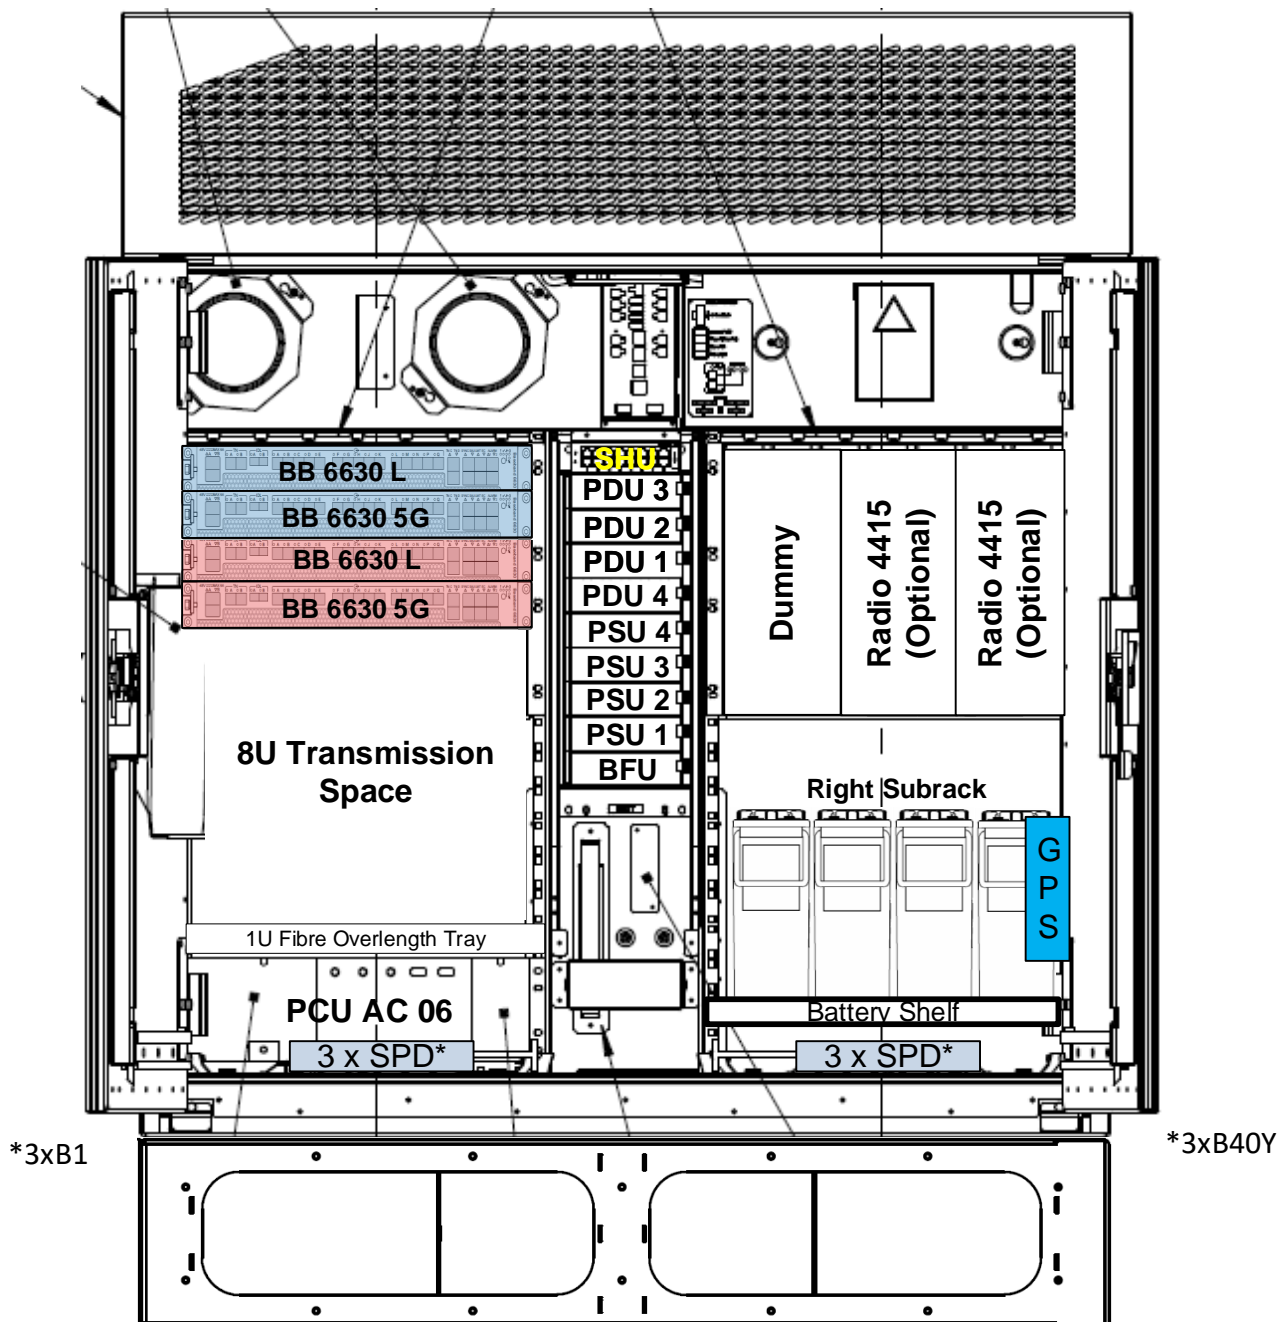 BB 6630 L
BB 6630 5G
BB 6630 L
BB 6630 5G
8U Transmission
Space
1U Fibre Overlength Tray
PCU AC 06
3 x SPD*
SHU
PDU 3
PDU 2
PDU 1
PDU 4
PSU 4
PSU 3
PSU 2
PSU 1
BFU
Dummy
Radio 4415
(Optional)
Radio 4415
(Optional)
Right Subrack
GPS
Battery Shelf
3 x SPD*
*3xB1
*3xB40Y